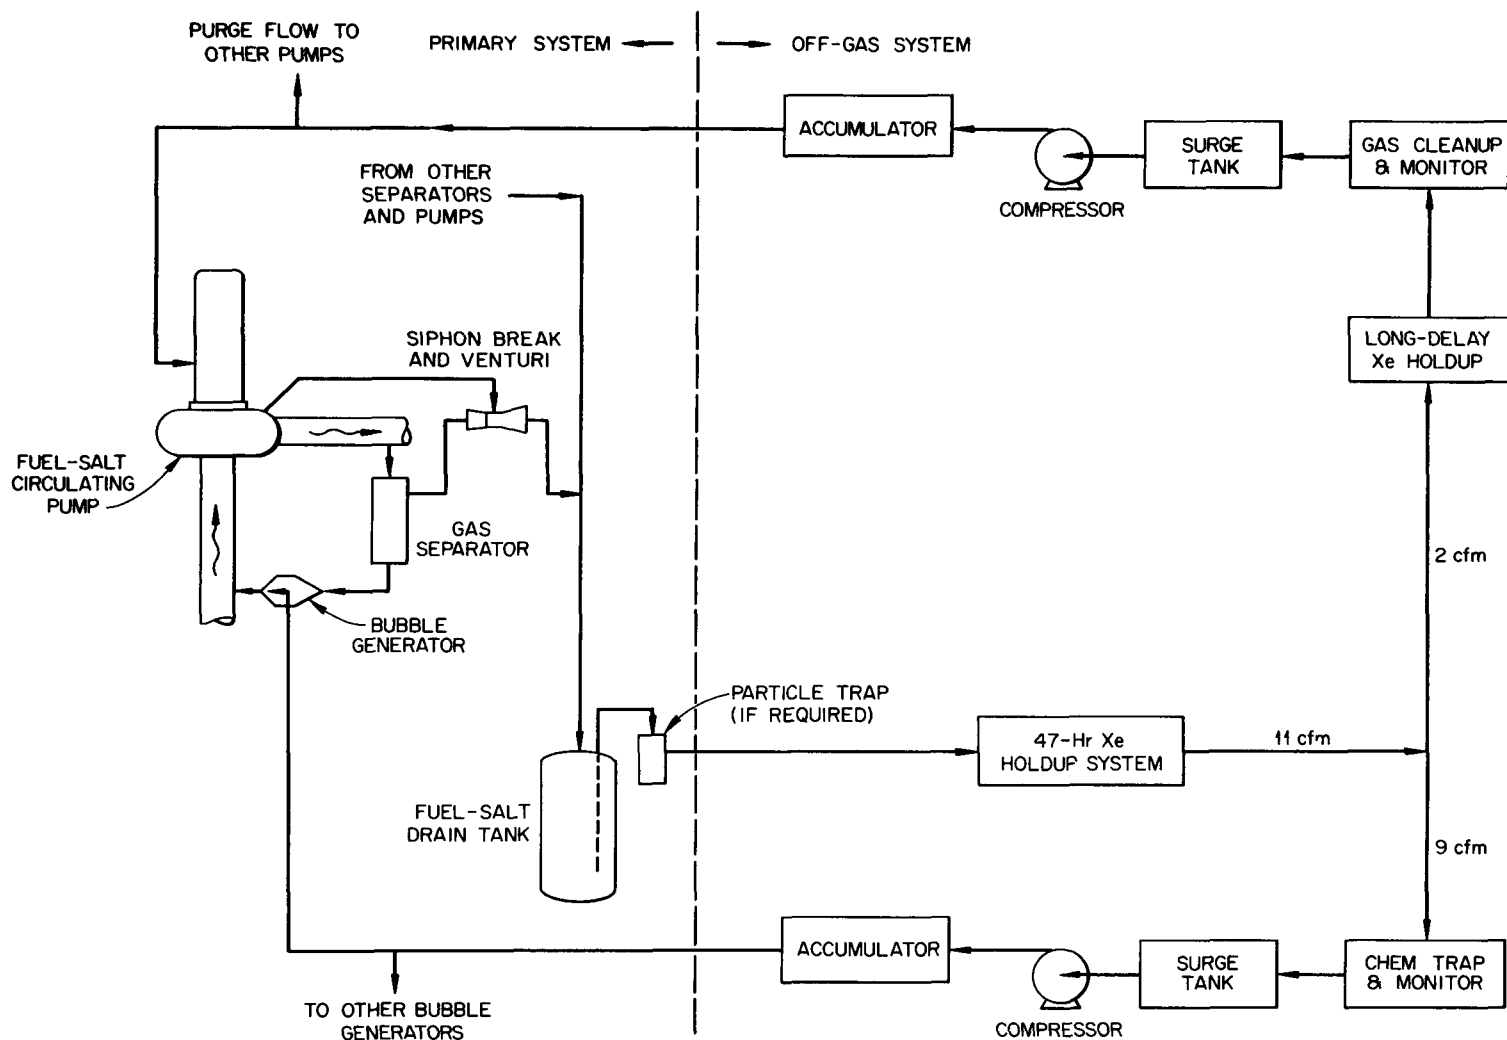 PURGE FLOW TO
OTHER PUMPS
PRIMARY SYSTEM
OFF-GAS SYSTEM
ACCUMULATOR
COMPRESSOR
SURGE
TANK
GAS CLEANUP
& MONITOR
FROM OTHER
SEPARATORS
AND PUMPS
SIPHON BREAK
AND VENTURI
LONG-DELAY
Xe HOLDUP
FUEL-SALT
CIRCULATING
PUMP
GAS
SEPARATOR
2 cfm
BUBBLE
GENERATOR
PARTICLE TRAP
(IF REQUIRED)
47-Hr Xe
HOLDUP SYSTEM
11 cfm
FUEL-SALT
DRAIN TANK
9 cfm
ACCUMULATOR
COMPRESSOR
SURGE
TANK
CHEM TRAP
& MONITOR
TO OTHER BUBBLE
GENERATORS